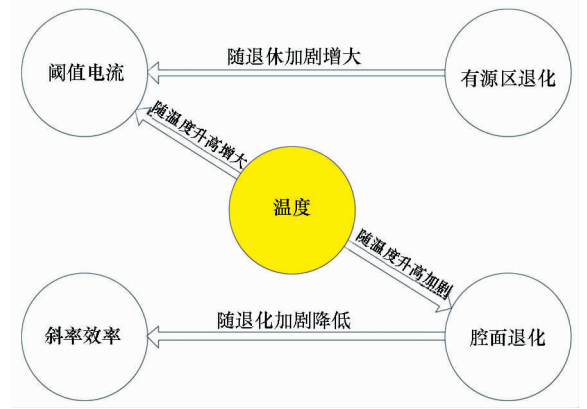 阈值电流
随退休加剧增大
有源区退化
随温度升高增大
温度
随温度升高加剧
斜率效率
随退化加剧降低
腔面退化